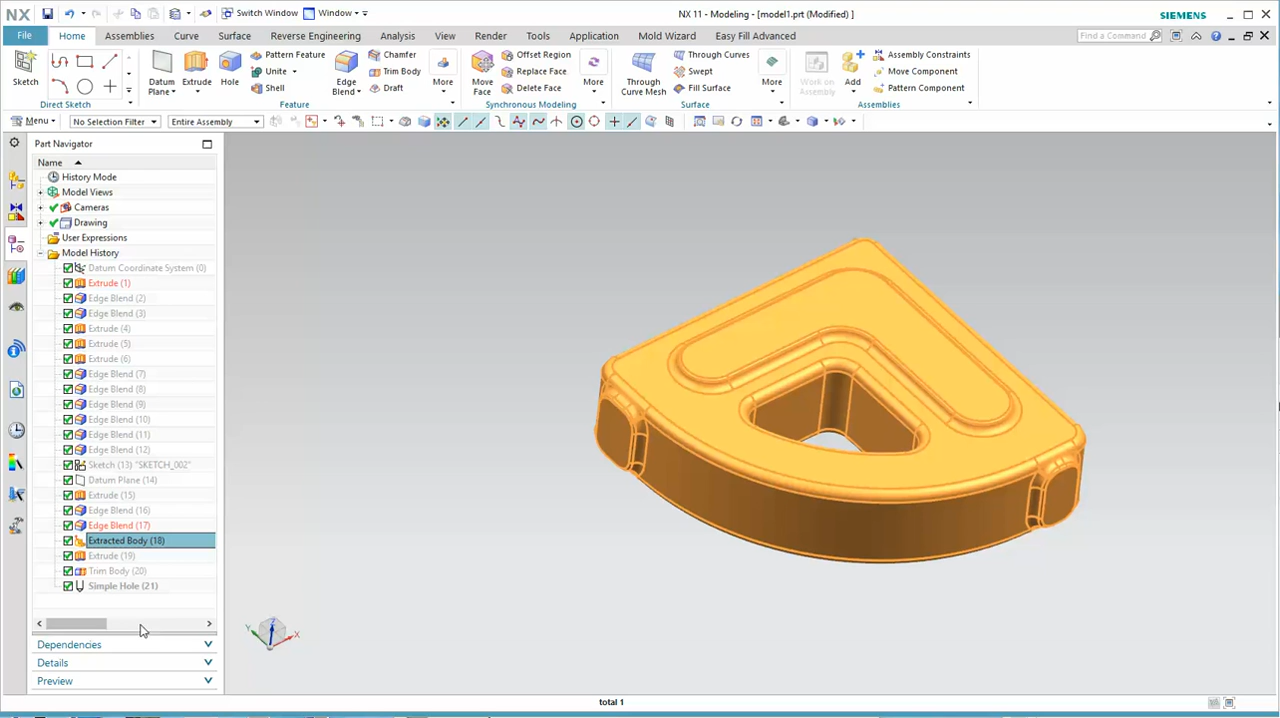 NX
Switch Window
Window
NX 11 - Modeling - [model1.prt (Modified) ]
SIEMENS
File
Home
Assemblies
Curve
Surface
Reverse Engineering
Analysis
View
Render
Tools
Application
Mold Wizard
Easy Fill Advanced
Find a Command
Sketch
Direct Sketch
Datum Plane
Extrude
Hole
Pattern Feature
Unite
Shell
Edge Blend
Chamfer
Trim Body
Draft
More
Feature
Move Face
Offset Region
Replace Face
Delete Face
More
Synchronous Modeling
Through Curve Mesh
Through Curves
Swept
Fill Surface
More
Surface
Work on Assembly
Add
Assembly Constraints
Move Component
Pattern Component
Assemblies
Menu
No Selection Filter
Entire Assembly
Part Navigator
Name
History Mode
Model Views
Cameras
Drawing
User Expressions
Model History
Datum Coordinate System (0)
Extrude (1)
Edge Blend (2)
Edge Blend (3)
Extrude (4)
Extrude (5)
Extrude (6)
Edge Blend (7)
Edge Blend (8)
Edge Blend (9)
Edge Blend (10)
Edge Blend (11)
Edge Blend (12)
Sketch (13) "SKETCH_002"
Datum Plane (14)
Extrude (15)
Edge Blend (16)
Edge Blend (17)
Extracted Body (18)
Extrude (19)
Trim Body (20)
Simple Hole (21)
Dependencies
Details
Preview
Z
Y
X
total 1